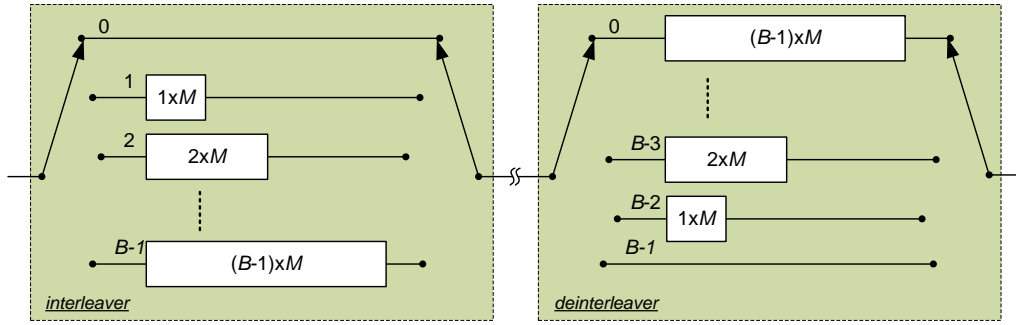 0
1
1xM
2
2xM
B-1
(B-1)xM
interleaver
0
(B-1)xM
B-3
2xM
B-2
1xM
B-1
deinterleaver